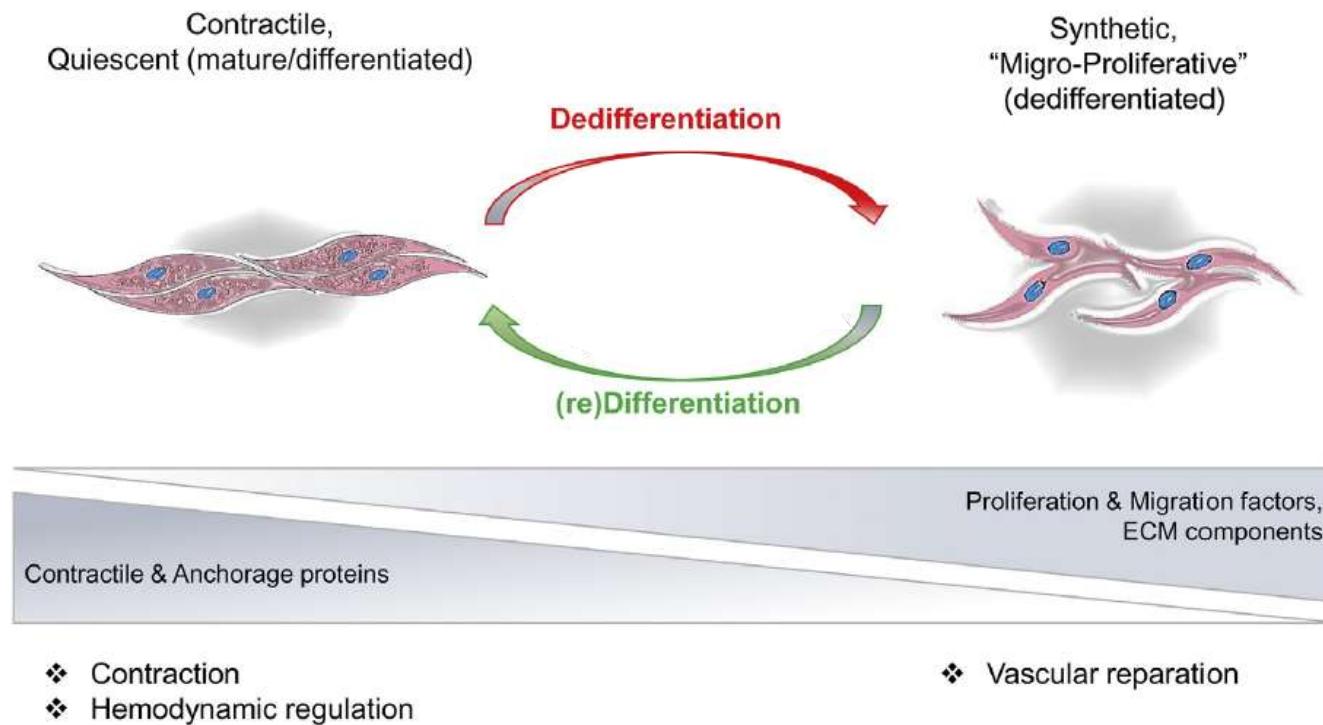 Contractile,
Quiescent (mature/differentiated)
Synthetic,
“Migro-Proliferative”
(dedifferentiated)
Dedifferentiation
(re)Differentiation
Proliferation & Migration factors,
ECM components
Contractile & Anchorage proteins
❖ Contraction
❖ Hemodynamic regulation
❖ Vascular reparation